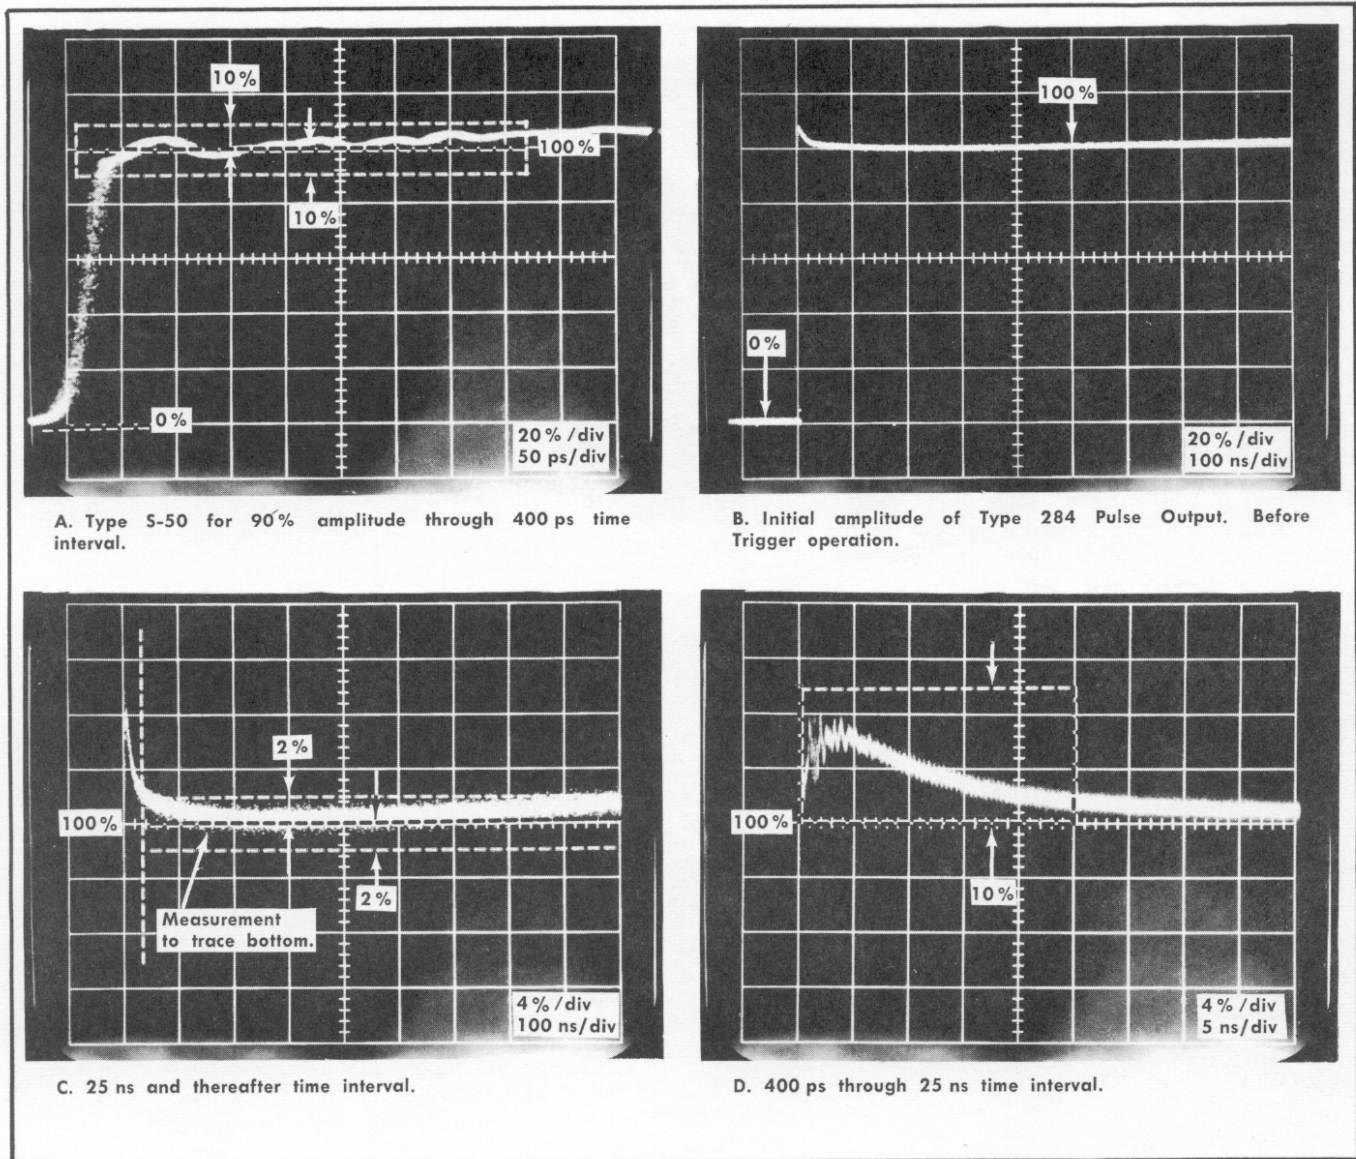 10%
100%
10%
0%
20%/div
50 ps/div
A. Type S-50 for 90% amplitude through 400 ps time
interval.
100%
0%
20%/div
100 ns/div
B. Initial amplitude of Type 284 Pulse Output. Before
Trigger operation.
2%
100%
2%
Measurement
to trace bottom.
4%/div
100 ns/div
C. 25 ns and thereafter time interval.
100%
10%
4%/div
5 ns/div
D. 400 ps through 25 ns time interval.